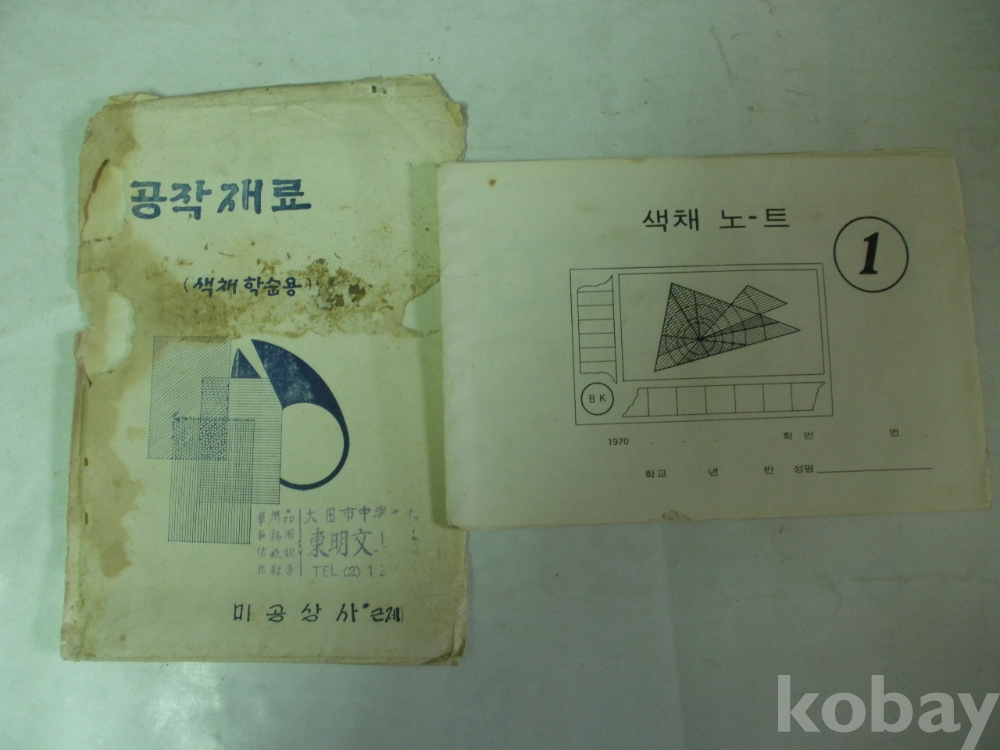 공작재료
(색채학습용)
大田市中
東明文
TEL (2) 12
미공상사
색채 노-트
1
BK
1970 . . . 학 번 번
학교 년 반 성명
kobay